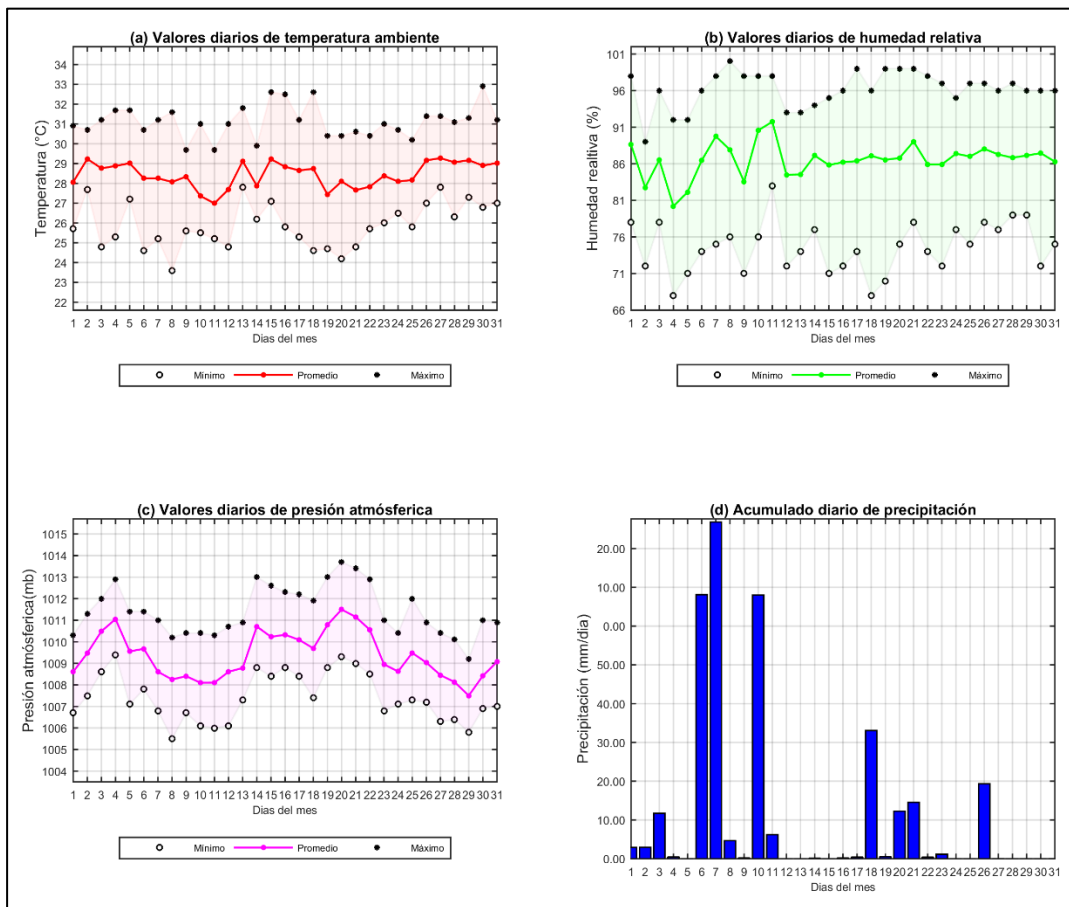 (a) Valores diarios de temperatura ambiente
34
33
32
31
30
29
28
27
26
25
24
23
22
Temperatura (°C)
1 2 3 4 5 6 7 8 9 10 11 12 13 14 15 16 17 18 19 20 21 22 23 24 25 26 27 28 29 30 31
Dias del mes
Mínimo Promedio Máximo
(b) Valores diarios de humedad relativa
101
96
91
86
81
76
71
66
Humedad realtiva (%)
1 2 3 4 5 6 7 8 9 10 11 12 13 14 15 16 17 18 19 20 21 22 23 24 25 26 27 28 29 30 31
Dias del mes
Mínimo Promedio Máximo
(c) Valores diarios de presión atmósferica
1015
1014
1013
1012
1011
1010
1009
1008
1007
1006
1005
1004
Presión atmósferica(mb)
1 2 3 4 5 6 7 8 9 10 11 12 13 14 15 16 17 18 19 20 21 22 23 24 25 26 27 28 29 30 31
Dias del mes
Mínimo Promedio Máximo
(d) Acumulado diario de precipitación
20.00
10.00
0.00
50.00
40.00
30.00
20.00
10.00
0.00
Precipitación (mm/dia)
1 2 3 4 5 6 7 8 9 10 11 12 13 14 15 16 17 18 19 20 21 22 23 24 25 26 27 28 29 30 31
Dias del mes